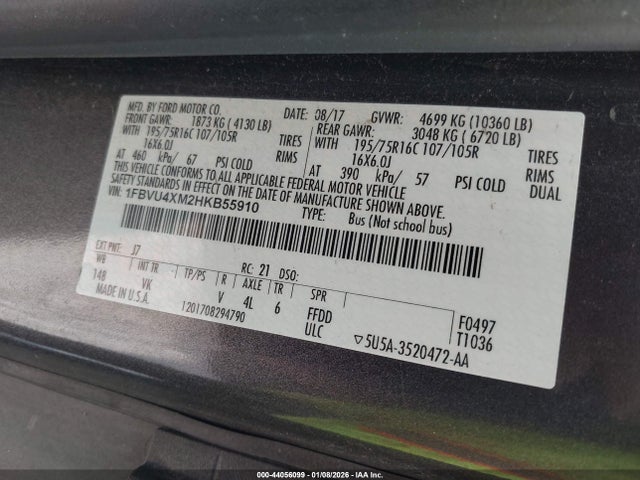 MFD. BY FORD MOTOR CO. DATE: 08/17 GVWR: 4699 KG (10360 LB)
FRONT GAWR: 1873 KG (4130 LB) REAR GAWR: 3048 KG (6720 LB)
WITH 195/75R16C 107/105R TIRES WITH 195/75R16C 107/105R TIRES
16X6.0J RIMS 16X6.0J RIMS
AT 460 kPa/ 67 PSI COLD AT 390 kPa/ 57 PSI COLD DUAL
THIS VEHICLE CONFORMS TO ALL APPLICABLE FEDERAL MOTOR VEHICLE
SAFETY STANDARDS IN EFFECT ON THE DATE OF MANUFACTURE SHOWN ABOVE.
VIN: 1FBVU4XM2HKB55910
TYPE: Bus (Not school bus)
EXT PNT: J7 RC: 21 DSO:
WB INT TR TP/PS R AXLE TR SPR
148 VK V 4L 6 FFDD F0497
MADE IN U.S.A. 1201708294790 ULC T1036
▽5U5A-3520472-AA
000-44056099 - 01/08/2026 - IAAI.COM